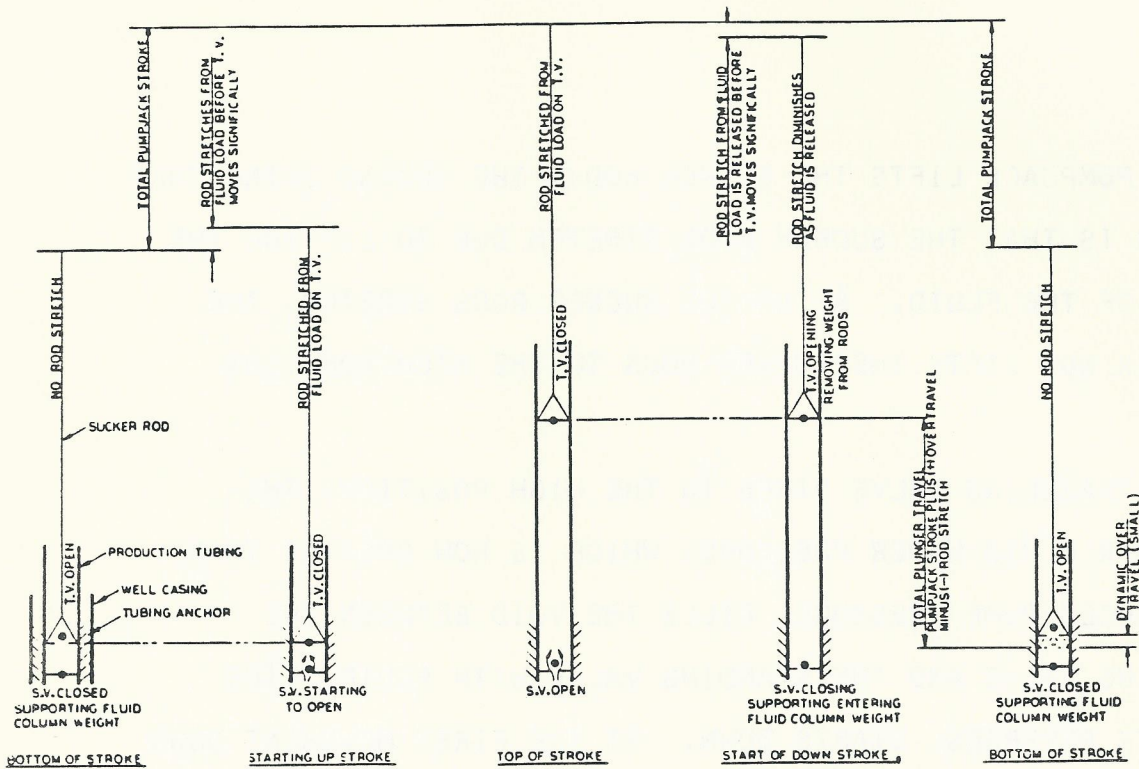 TOTAL PUMPJACK STROKE
ROD STRETCHES FROM
FLUID LOAD BEFORE T.V.
MOVES SIGNIFICANTLY
NO ROD STRETCH
SUCKER ROD
T.V. OPEN
PRODUCTION TUBING
WELL CASING
TUBING ANCHOR
S.V. CLOSED
SUPPORTING FLUID
COLUMN WEIGHT
BOTTOM OF STROKE
ROD STRETCHED FROM
FLUID LOAD ON T.V.
T.V. CLOSED
S.V. STARTING
TO OPEN
STARTING UP STROKE
ROD STRETCHED FROM
FLUID LOAD ON T.V.
T.V. CLOSED
S.V. OPEN
TOP OF STROKE
ROD STRETCH FROM FLUID
LOAD IS RELEASED BEFORE
T.V. MOVES SIGNIFICANTLY
ROD STRETCH DIMINISHES
AS FLUID IS RELEASED
T.V. OPENING
REMOVING WEIGHT
FROM RODS
S.V. CLOSING
SUPPORTING ENTERING
FLUID COLUMN WEIGHT
START OF DOWN STROKE
TOTAL PLUNGER TRAVEL
PUMPJACK STROKE PLUS(+)OVERTRAVEL
MINUS(-) ROD STRETCH
TOTAL PUMPJACK STROKE
NO ROD STRETCH
T.V. OPEN
DYNAMIC OVER
TRAVEL (SMALL)
S.V. CLOSED
SUPPORTING FLUID
COLUMN WEIGHT
BOTTOM OF STROKE